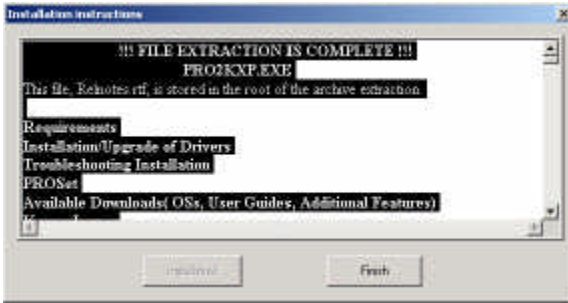 Installation instructions
!!! FILE EXTRACTION IS COMPLETE !!!
PRO2KXP.EXE
This file, Relnotes.rtf, is stored in the root of the archive extraction
Requirements
Installation/Upgrade of Drivers
Troubleshooting Installation
PROSet
Available Downloads( OSs, User Guides, Additional Features)
Finish